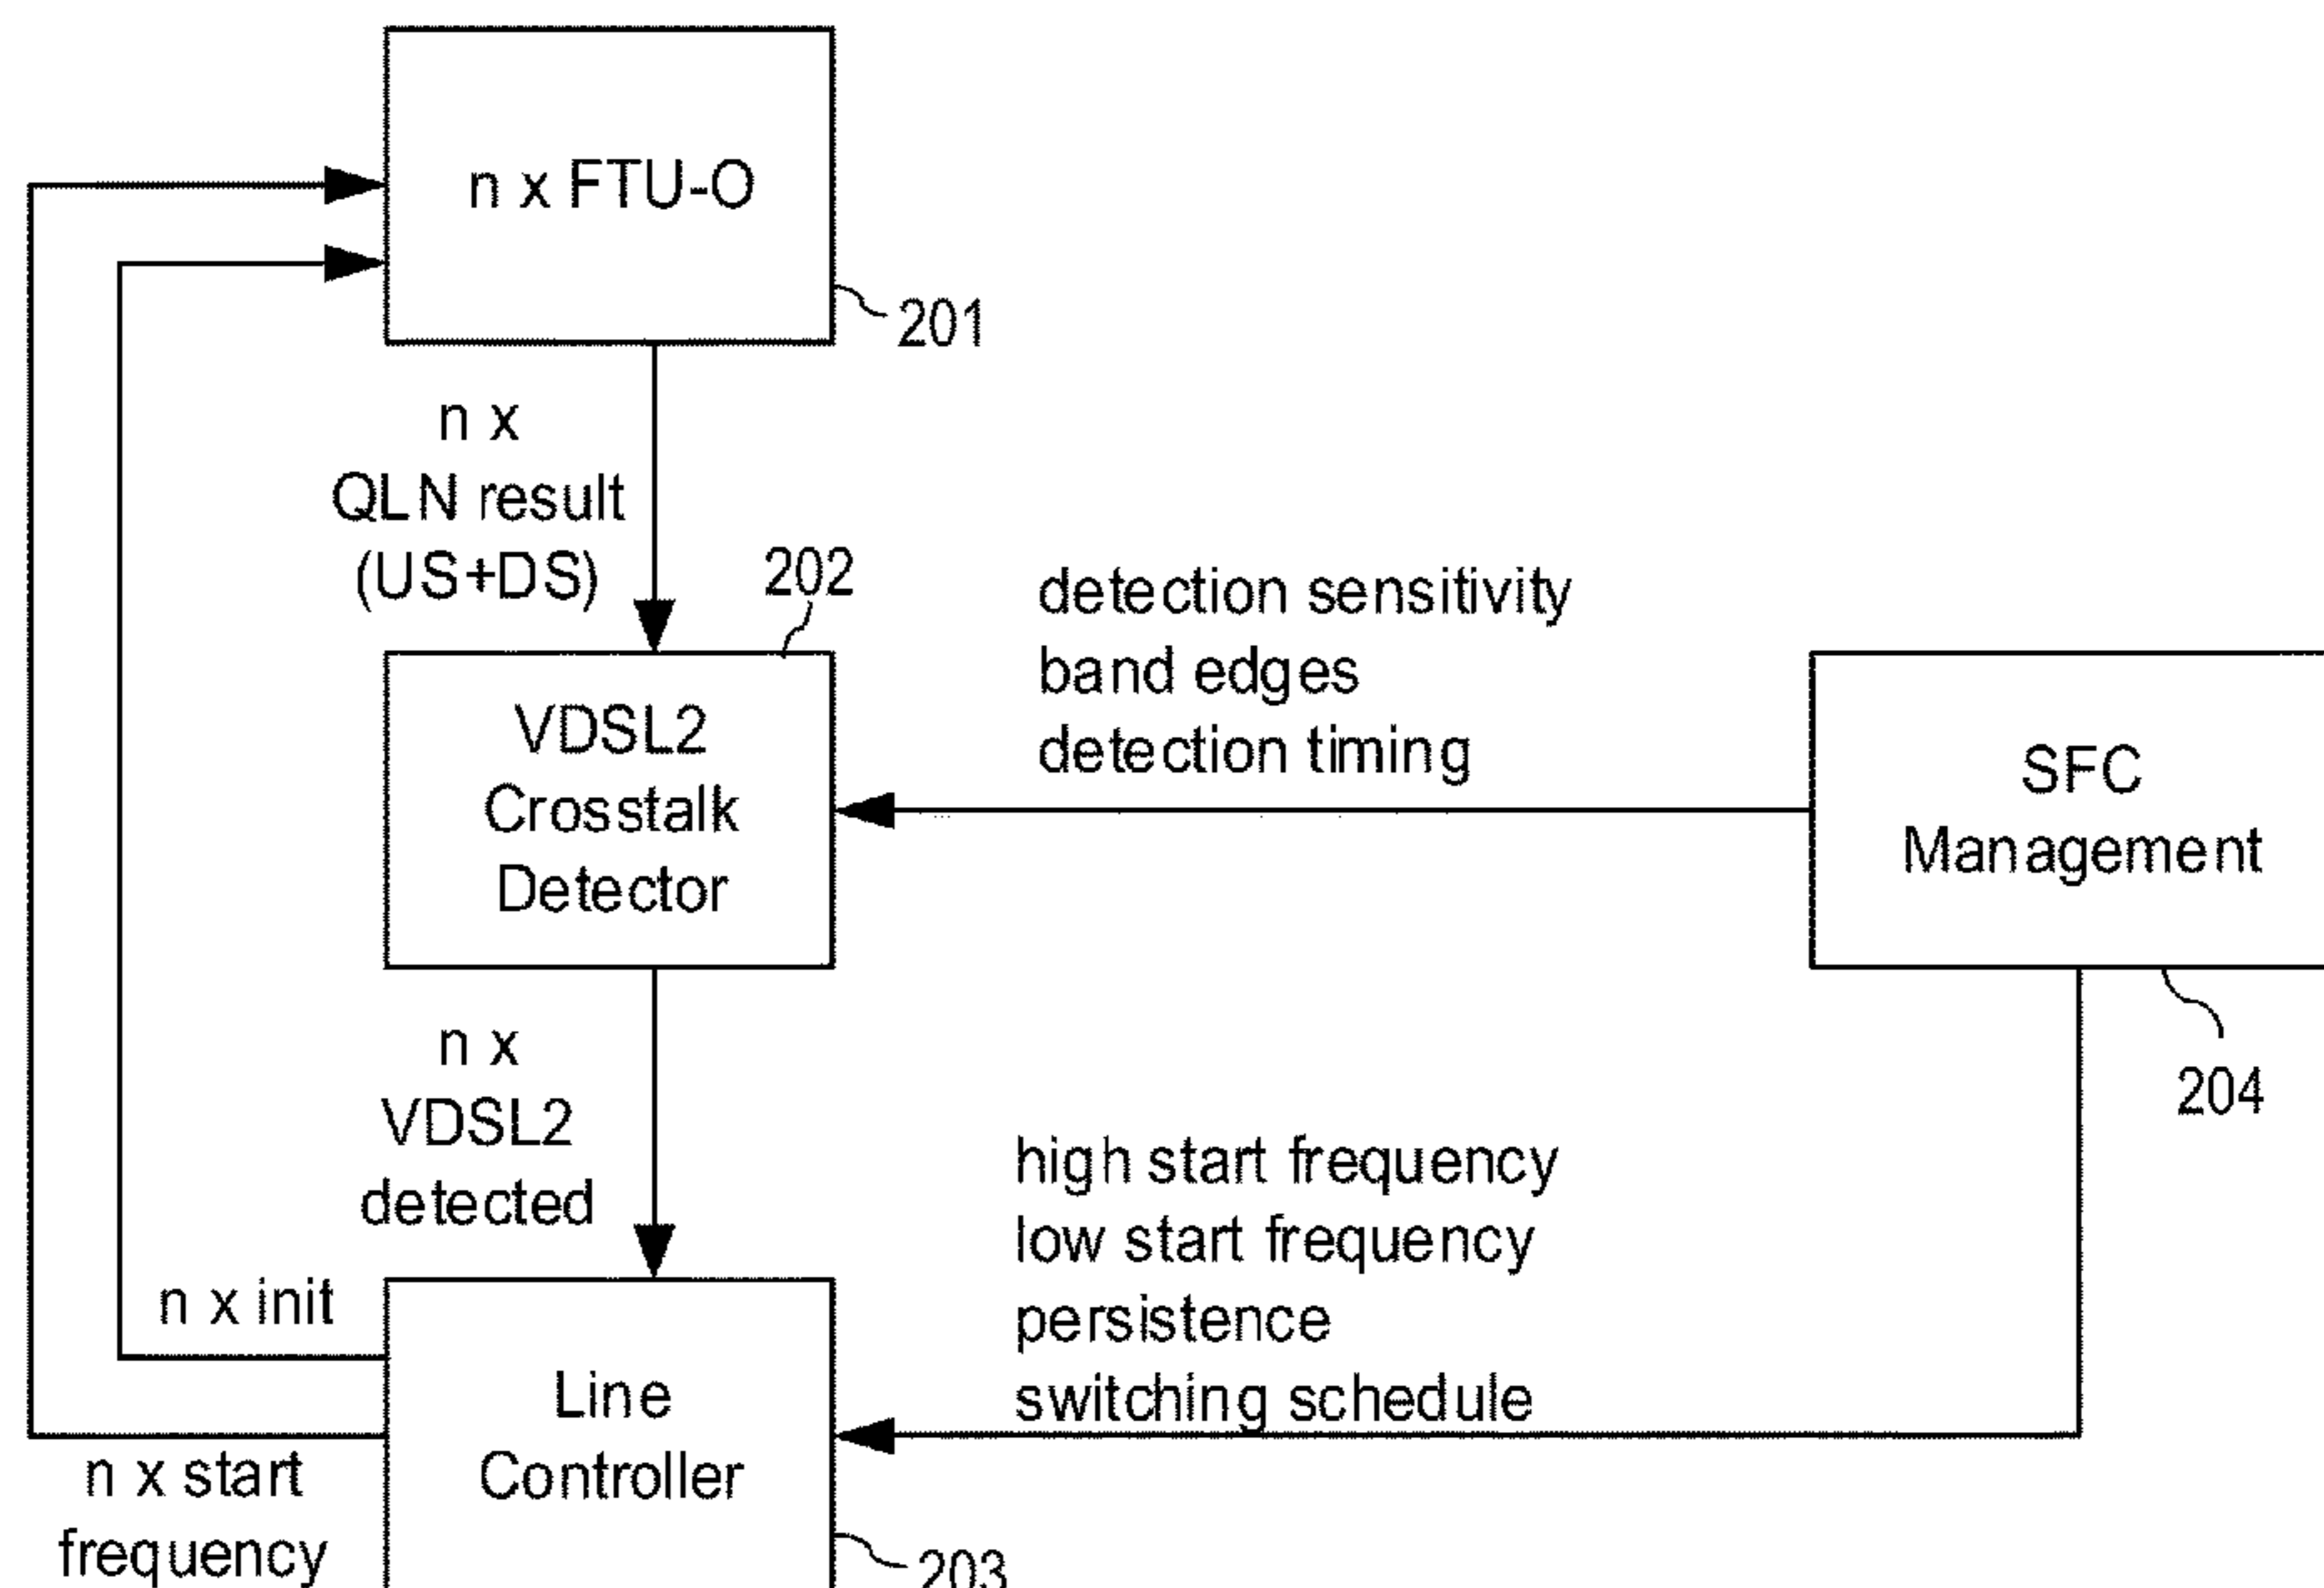 n x FTU-O
201
n x
QLN result
(US+DS)
202
detection sensitivity
band edges
detection timing
VDSL2
Crosstalk
Detector
SFC
Management
204
n x
VDSL2
detected
high start frequency
low start frequency
persistence
switching schedule
n x init
Line
Controller
n x start
frequency
203